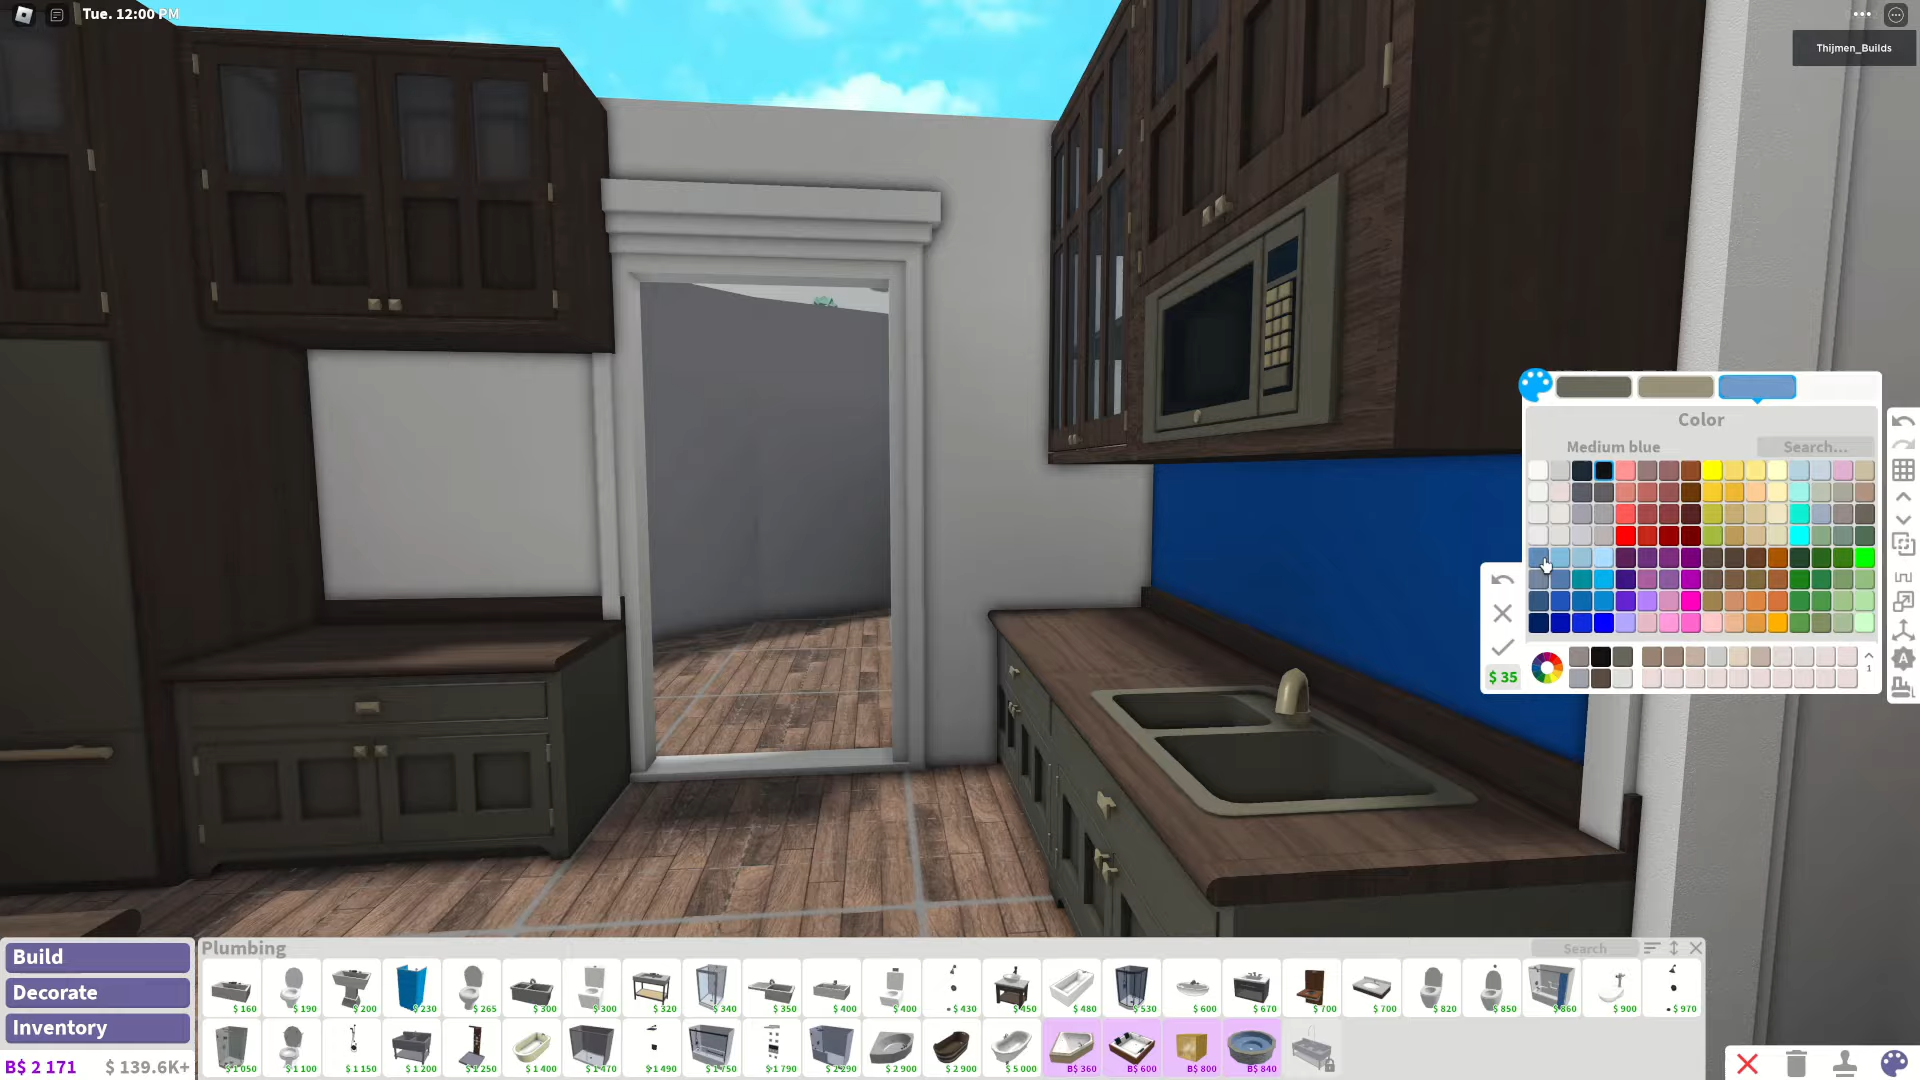 Tue. 12:00 PM
Thijmen_Builds
Color
Medium blue
Search...
$ 35
1
Build
Decorate
Inventory
B$ 2 171
$ 139.6K+
Plumbing
Search
$ 160
$ 190
$ 200
$ 230
$ 265
$ 300
$ 300
$ 320
$ 340
$ 350
$ 400
$ 400
$ 430
$ 450
$ 480
$ 530
$ 600
$ 670
$ 700
$ 700
$ 820
$ 850
$ 860
$ 900
$ 970
$ 1 050
$ 1 100
$ 1 150
$ 1 200
$ 1 250
$ 1 400
$ 1 470
$ 1 490
$ 1 750
$ 1 790
$ 2 290
$ 2 900
$ 2 900
$ 5 000
B$ 360
B$ 600
B$ 800
B$ 840